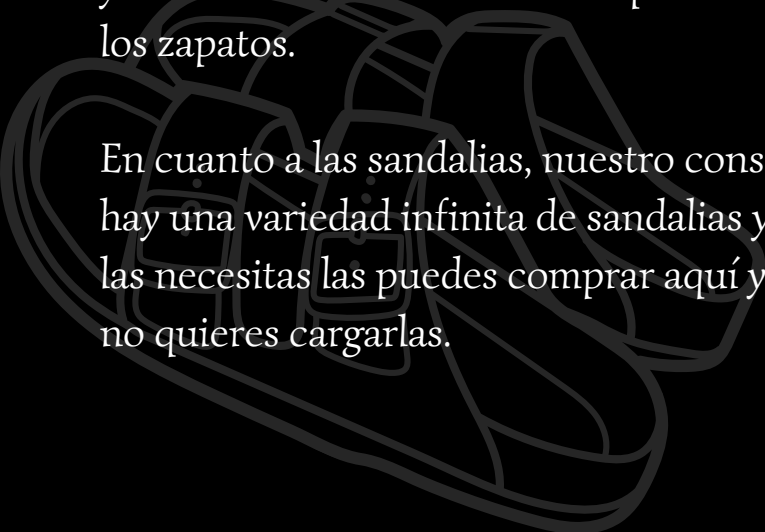 los zapatos.
En cuanto a las sandalias, nuestro cons
hay una variedad infinita de sandalias y
las necesitas las puedes comprar aquí y
no quieres cargarlas.